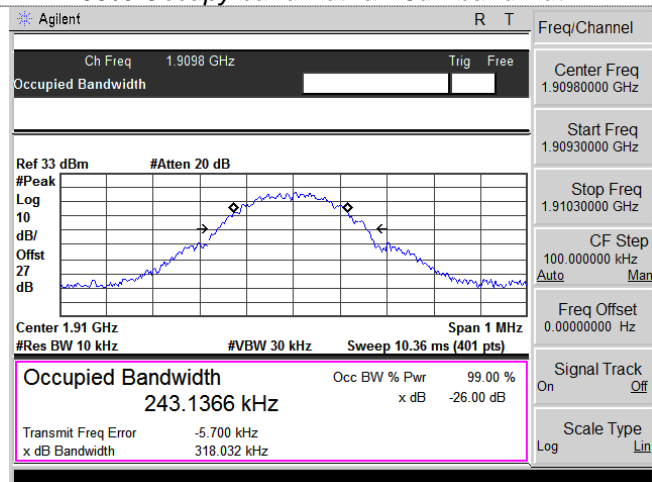 Agilent R T
Ch Freq 1.9098 GHz Trig Free
Occupied Bandwidth
Ref 33 dBm #Atten 20 dB
#Peak
Log
10
dB/
Offst
27
dB
Center 1.91 GHz Span 1 MHz
#Res BW 10 kHz #VBW 30 kHz Sweep 10.36 ms (401 pts)
Occupied Bandwidth Occ BW % Pwr 99.00 %
243.1366 kHz x dB -26.00 dB
Transmit Freq Error -5.700 kHz
x dB Bandwidth 318.032 kHz
Freq/Channel
Center Freq
1.90980000 GHz
Start Freq
1.90930000 GHz
Stop Freq
1.91030000 GHz
CF Step
100.000000 kHz
Auto Man
Freq Offset
0.00000000 Hz
Signal Track
On Off
Scale Type
Log Lin